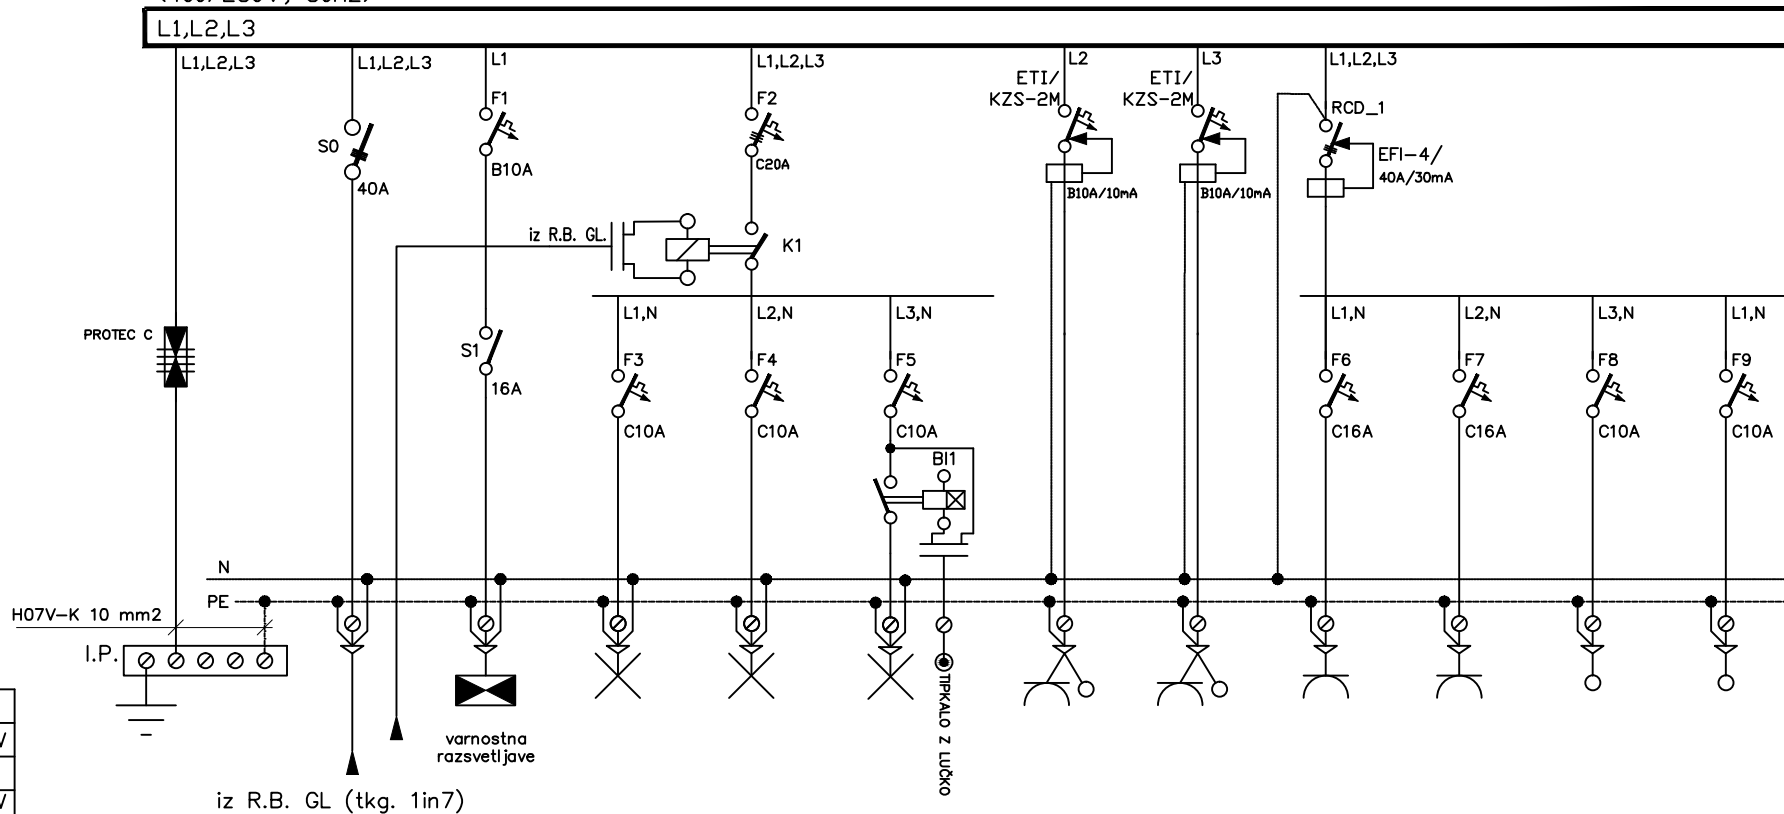 L1,L2,L3
L1,L2,L3
L1,L2,L3
L1
L1,L2,L3
L2
L3
L1,L2,L3
ETI/
KZS-2M
ETI/
KZS-2M
F1
F2
RCD_1
S0
40A
B10A
C20A
B10A/10mA
B10A/10mA
EFI-4/
40A/30mA
iz R.B. GL.
K1
PROTEC C
S1
16A
L1,N
L2,N
L3,N
L1,N
L2,N
L3,N
L1,N
F3
F4
F5
F6
F7
F8
F9
C10A
C10A
C10A
C16A
C16A
C10A
C10A
BI1
N
PE
H07V-K 10 mm2
I.P.
TIPKALO Z LUČKO
varnostna
razsvetljave
iz R.B. GL (tkg. 1in7)